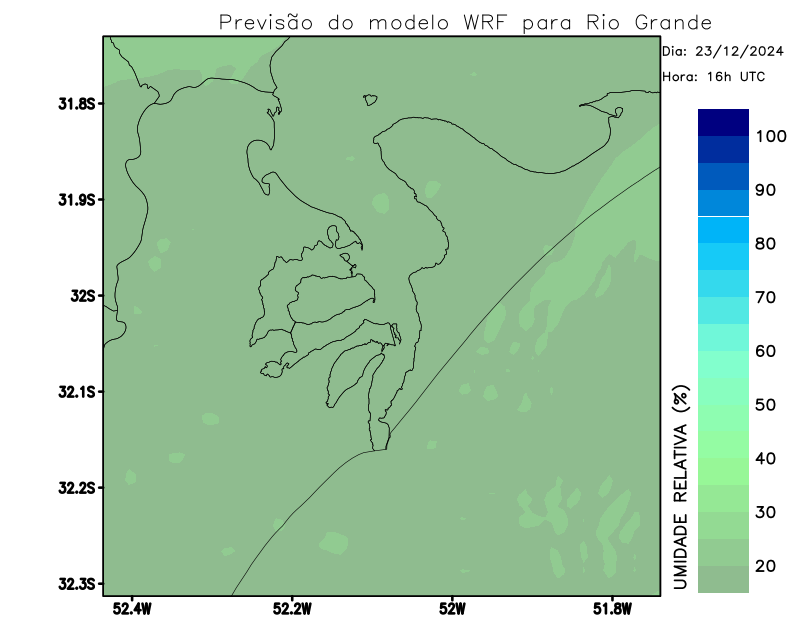 Previsão do modelo WRF para Rio Grande
Dia: 23/12/2024
Hora: 16h UTC
31.8S
31.9S
32S
32.1S
32.2S
32.3S
52.4W
52.2W
52W
51.8W
UMIDADE RELATIVA (%)
100
90
80
70
60
50
40
30
20